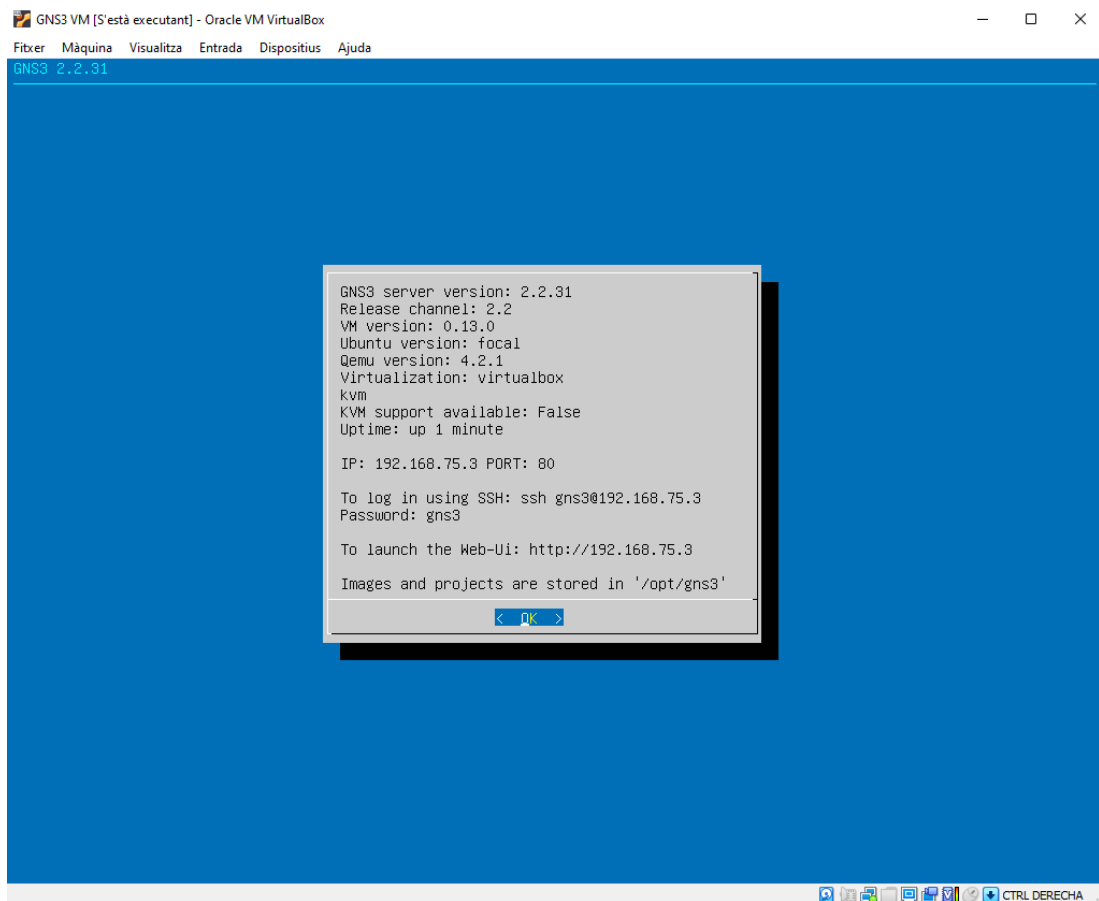 GNS3 VM [S'està executant] - Oracle VM VirtualBox
Fitxer Màquina Visualitza Entrada Dispositius Ajuda
GNS3 2.2.31
GNS3 server version: 2.2.31
Release channel: 2.2
VM version: 0.13.0
Ubuntu version: focal
Qemu version: 4.2.1
Virtualization: virtualbox
kvm
KVM support available: False
Uptime: up 1 minute
IP: 192.168.75.3 PORT: 80
To log in using SSH: ssh gns3@192.168.75.3
Password: gns3
To launch the Web-Ui: http://192.168.75.3
Images and projects are stored in '/opt/gns3'
< OK >
CTRL DERECHA